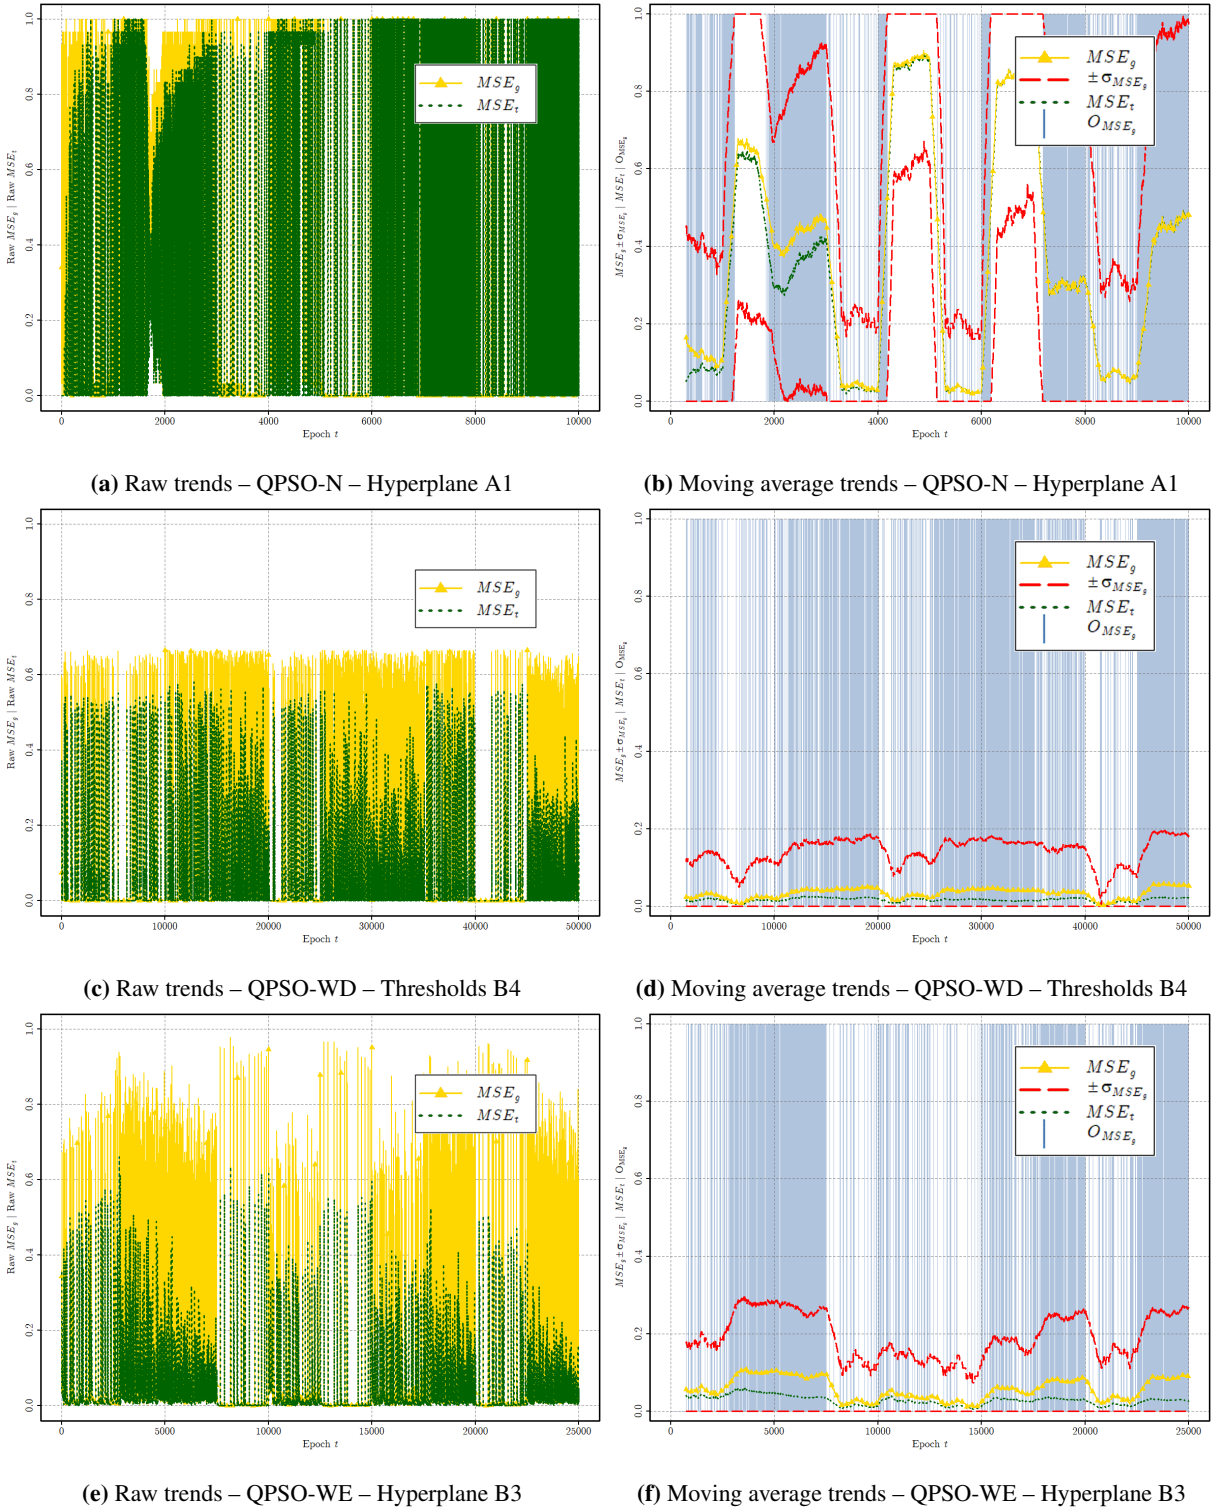 1.0
0.8
0.6
0.4
0.2
0.0
Raw MSE_g | Raw MSE_t
MSE_g
MSE_τ
0
2000
4000
6000
8000
10000
Epoch t
(a) Raw trends – QPSO-N – Hyperplane A1
1.0
0.8
0.6
0.4
0.2
0.0
MSE_g ± σ_MSE_g | MSE_t | O_MSE_g
MSE_g
±σ_MSE_g
MSE_τ
O_MSE_g
0
2000
4000
6000
8000
10000
Epoch t
(b) Moving average trends – QPSO-N – Hyperplane A1
1.0
0.8
0.6
0.4
0.2
0.0
Raw MSE_g | Raw MSE_t
MSE_g
MSE_τ
0
10000
20000
30000
40000
50000
Epoch t
(c) Raw trends – QPSO-WD – Thresholds B4
1.0
0.8
0.6
0.4
0.2
0.0
MSE_g ± σ_MSE_g | MSE_t | O_MSE_g
MSE_g
±σ_MSE_g
MSE_τ
O_MSE_g
0
10000
20000
30000
40000
50000
Epoch t
(d) Moving average trends – QPSO-WD – Thresholds B4
1.0
0.8
0.6
0.4
0.2
0.0
Raw MSE_g | Raw MSE_t
MSE_g
MSE_τ
0
5000
10000
15000
20000
25000
Epoch t
(e) Raw trends – QPSO-WE – Hyperplane B3
1.0
0.8
0.6
0.4
0.2
0.0
MSE_g ± σ_MSE_g | MSE_t | O_MSE_g
MSE_g
±σ_MSE_g
MSE_τ
O_MSE_g
0
5000
10000
15000
20000
25000
Epoch t
(f) Moving average trends – QPSO-WE – Hyperplane B3